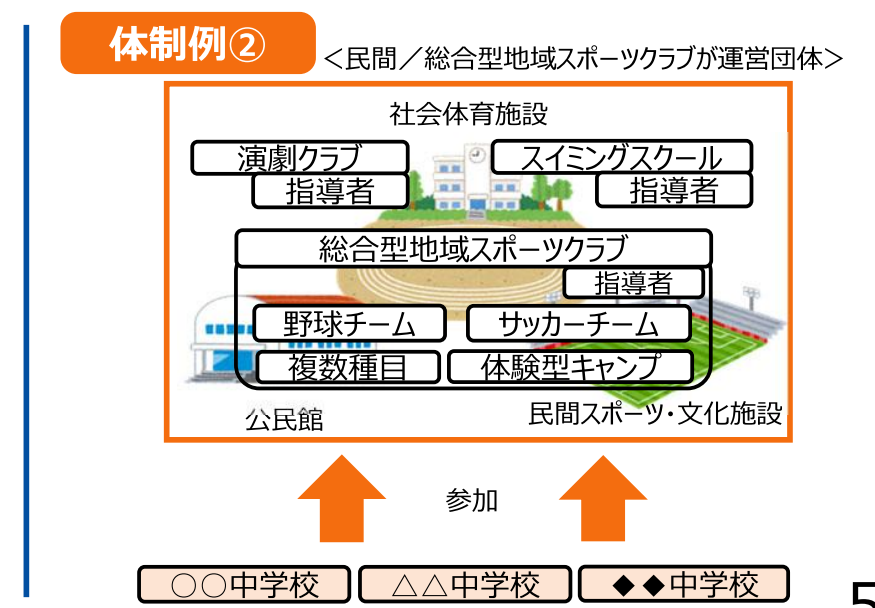 体制例②
＜民間／総合型地域スポーツクラブが運営団体＞
社会体育施設
演劇クラブ
スイミングスクール
指導者
指導者
総合型地域スポーツクラブ
指導者
野球チーム
サッカーチーム
複数種目
体験型キャンプ
公民館
民間スポーツ・文化施設
参加
○○中学校
△△中学校
◆◆中学校
5